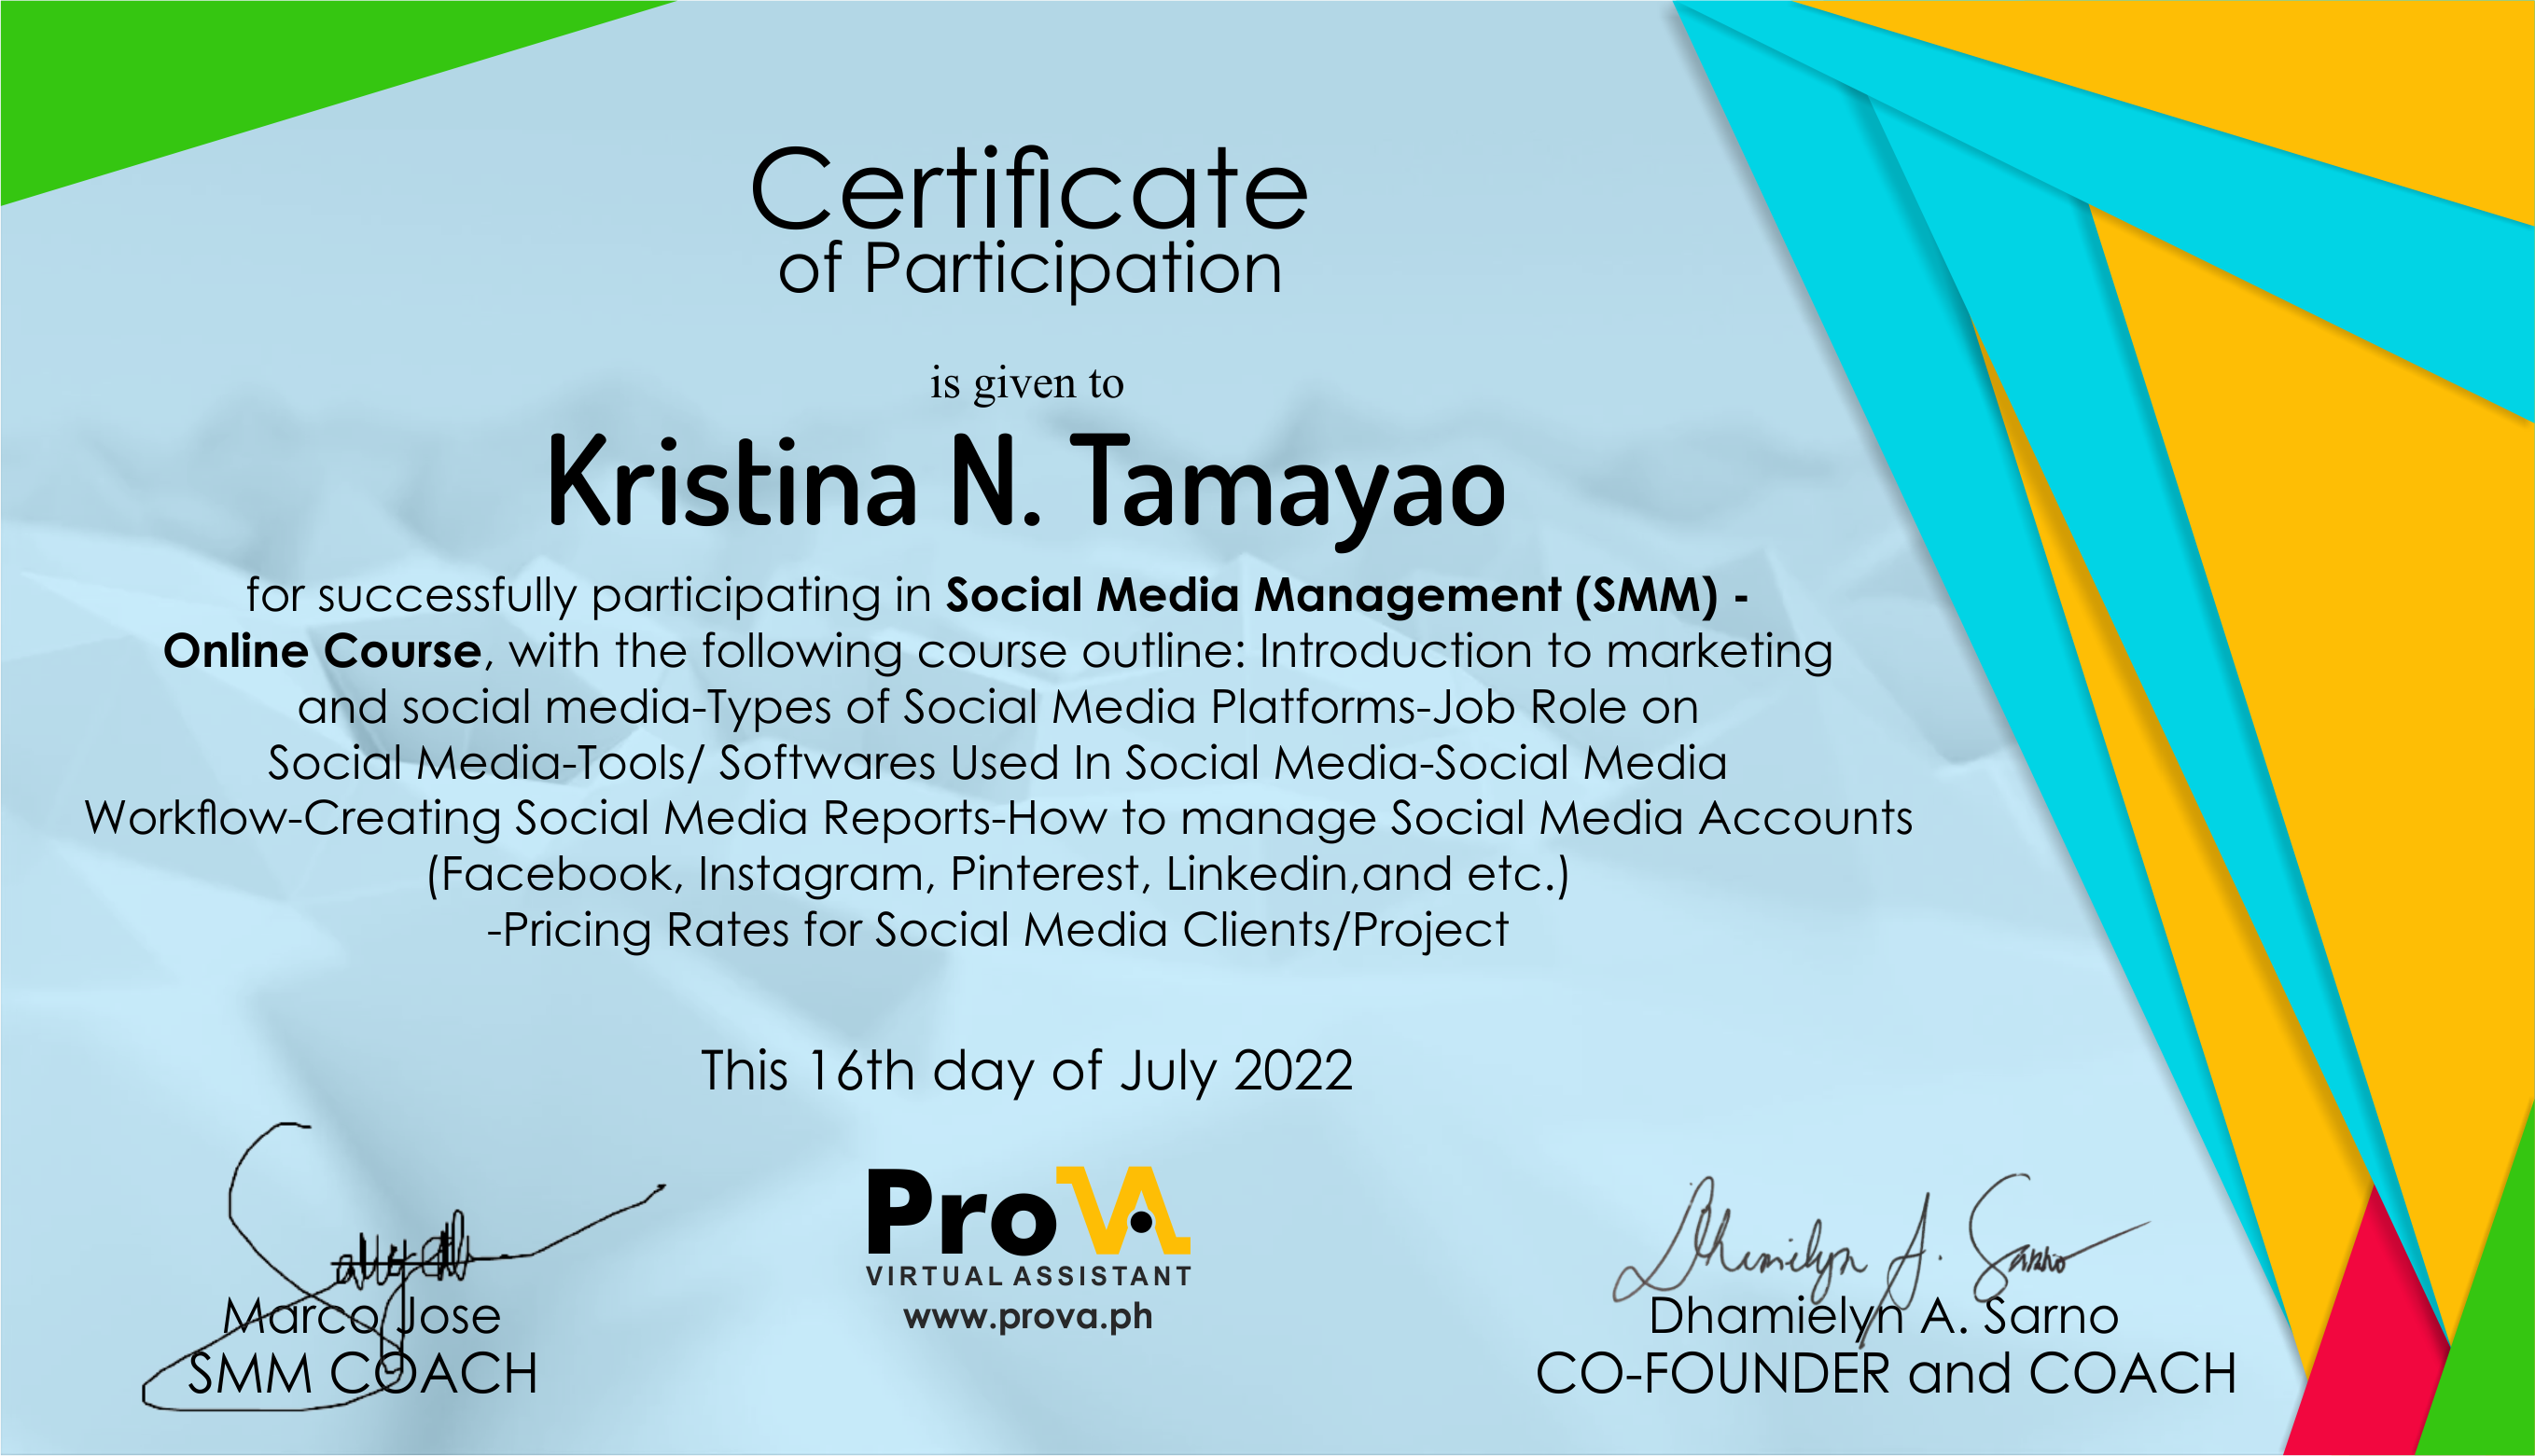 Certificate
of Participation
is given to
Kristina N. Tamayao
for successfully participating in Social Media Management (SMM) -
Online Course, with the following course outline: Introduction to marketing
and social media-Types of Social Media Platforms-Job Role on
Social Media-Tools/ Softwares Used In Social Media-Social Media
Workflow-Creating Social Media Reports-How to manage Social Media Accounts
(Facebook, Instagram, Pinterest, Linkedin,and etc.)
-Pricing Rates for Social Media Clients/Project
This 16th day of July 2022
ProVA
VIRTUAL ASSISTANT
www.prova.ph
Marco Jose
SMM COACH
Dhamielyn A. Sarno
Dhamielyn A. Sarno
CO-FOUNDER and COACH